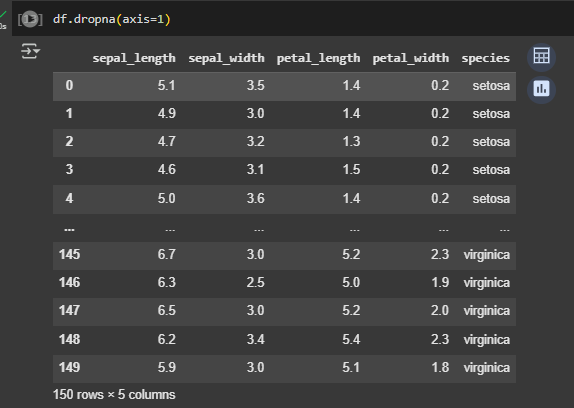 [ ] df.dropna(axis=1)
0s
sepal_length sepal_width petal_length petal_width species
0 5.1 3.5 1.4 0.2 setosa
1 4.9 3.0 1.4 0.2 setosa
2 4.7 3.2 1.3 0.2 setosa
3 4.6 3.1 1.5 0.2 setosa
4 5.0 3.6 1.4 0.2 setosa
... ... ... ... ... ...
145 6.7 3.0 5.2 2.3 virginica
146 6.3 2.5 5.0 1.9 virginica
147 6.5 3.0 5.2 2.0 virginica
148 6.2 3.4 5.4 2.3 virginica
149 5.9 3.0 5.1 1.8 virginica
150 rows × 5 columns